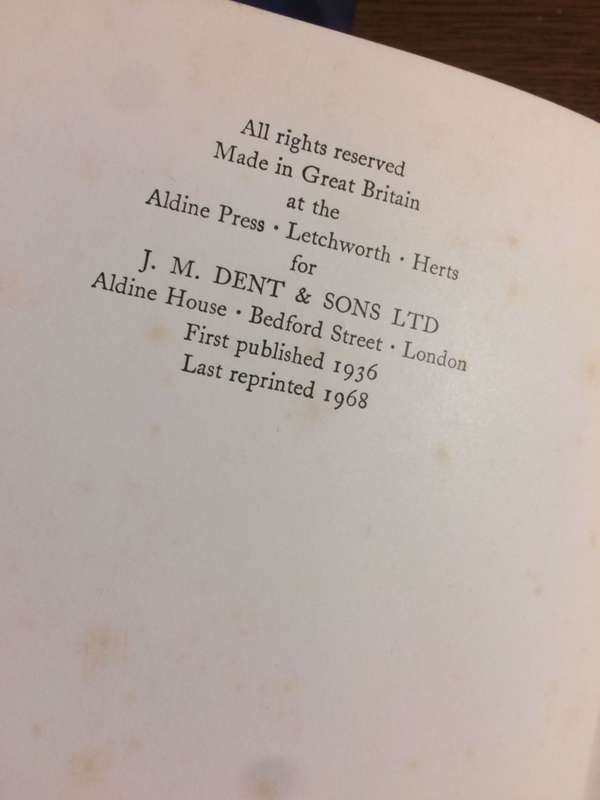 All rights reserved
Made in Great Britain
at the
Aldine Press · Letchworth · Herts
for
J. M. DENT & SONS LTD
Aldine House · Bedford Street · London
First published 1936
Last reprinted 1968